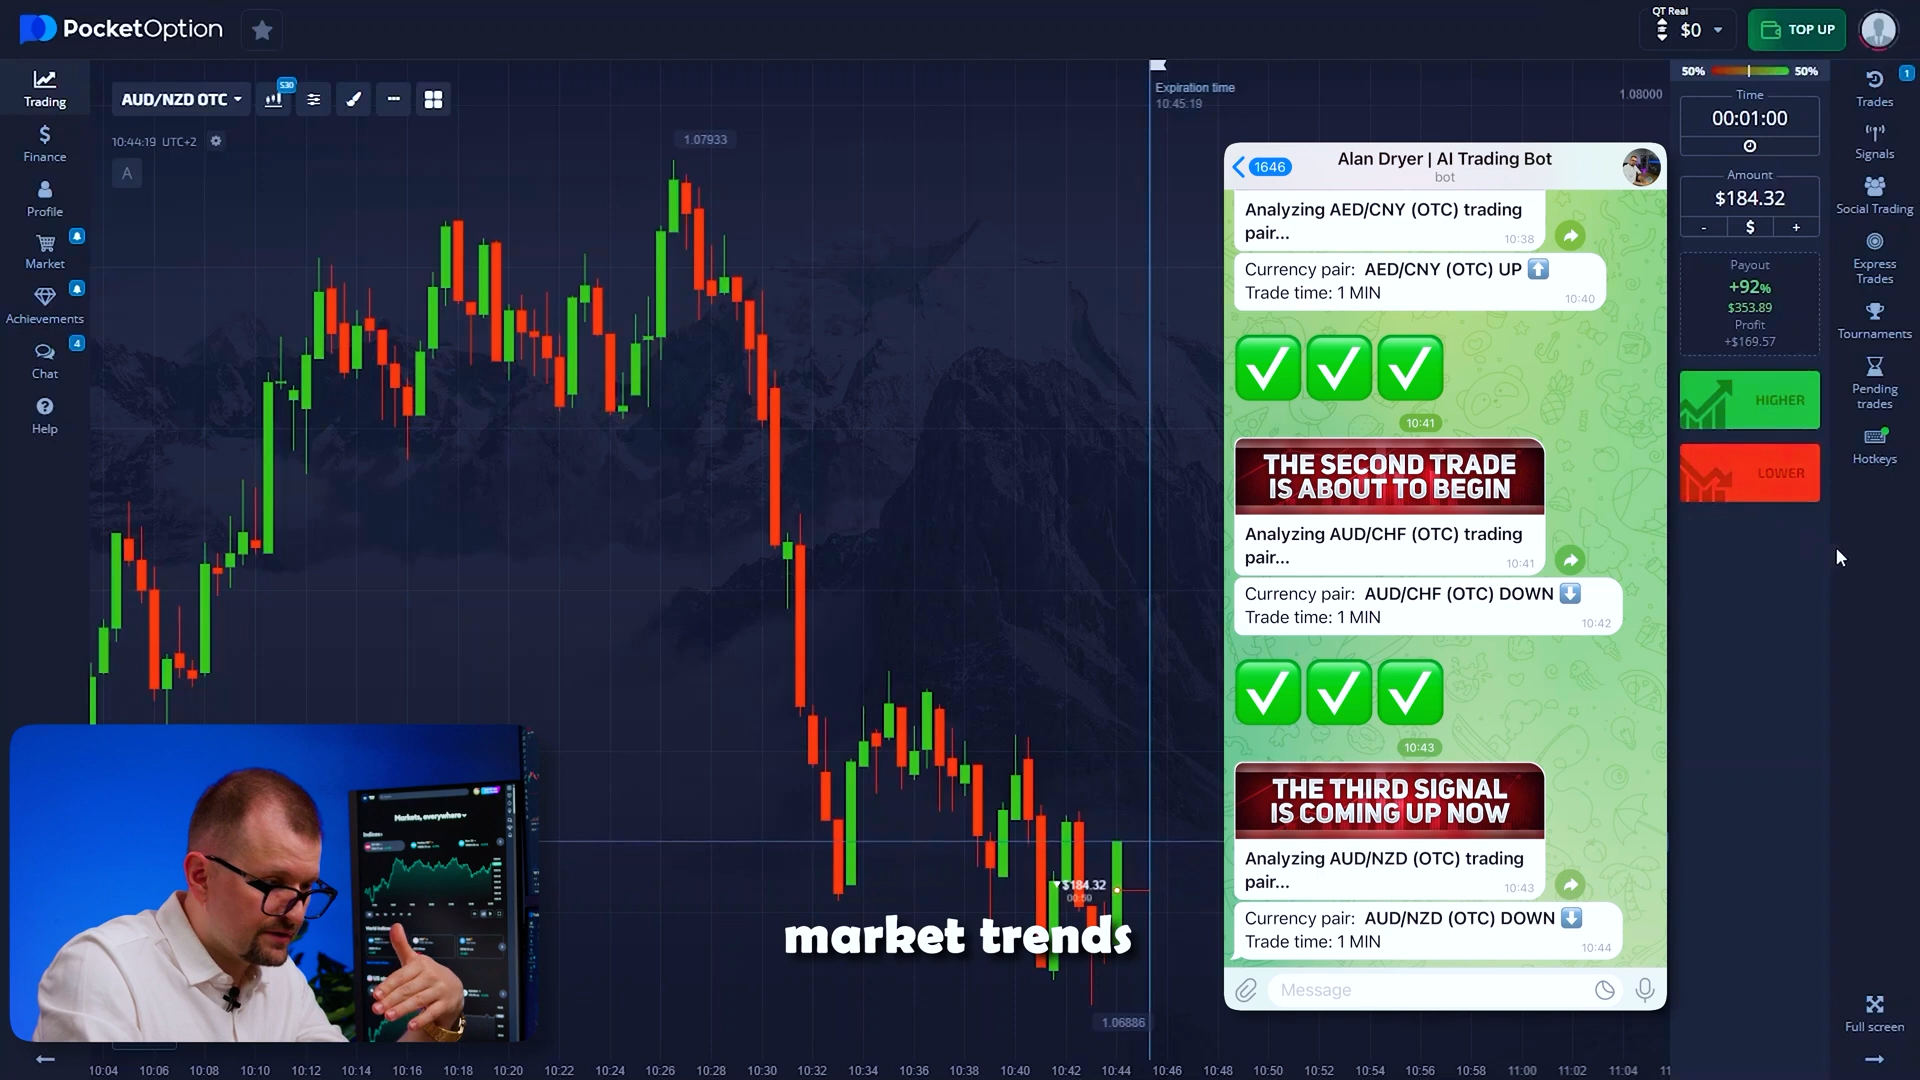 PocketOption
QT Real
$0
TOP UP
Trading
Finance
Profile
Market
Achievements
4
Chat
Help
AUD/NZD OTC
S30
10:44:19 UTC+2
A
1.07933
Expiration time
10:45:19
1.08000
50%
50%
Time
00:01:00
Amount
$184.32
- $ +
Payout
+92%
$353.89
Profit
+$169.57
HIGHER
LOWER
1
Trades
Signals
Social Trading
Express
Trades
Tournaments
Pending
trades
Hotkeys
Full screen
1646
Alan Dryer | AI Trading Bot
bot
Analyzing AED/CNY (OTC) trading
pair...
10:38
Currency pair: AED/CNY (OTC) UP
Trade time: 1 MIN
10:40
10:41
THE SECOND TRADE
IS ABOUT TO BEGIN
Analyzing AUD/CHF (OTC) trading
pair...
10:41
Currency pair: AUD/CHF (OTC) DOWN
Trade time: 1 MIN
10:42
10:43
THE THIRD SIGNAL
IS COMING UP NOW
Analyzing AUD/NZD (OTC) trading
pair...
10:43
Currency pair: AUD/NZD (OTC) DOWN
Trade time: 1 MIN
10:44
Message
$184.32
00:60
market trends
1.06886
Markets, everywhere
Indices
10:04 10:06 10:08 10:10 10:12 10:14 10:16 10:18 10:20 10:22 10:24 10:26 10:28 10:30 10:32 10:34 10:36 10:38 10:40 10:42 10:44 10:46 10:48 10:50 10:52 10:54 10:56 10:58 11:00 11:02 11:04